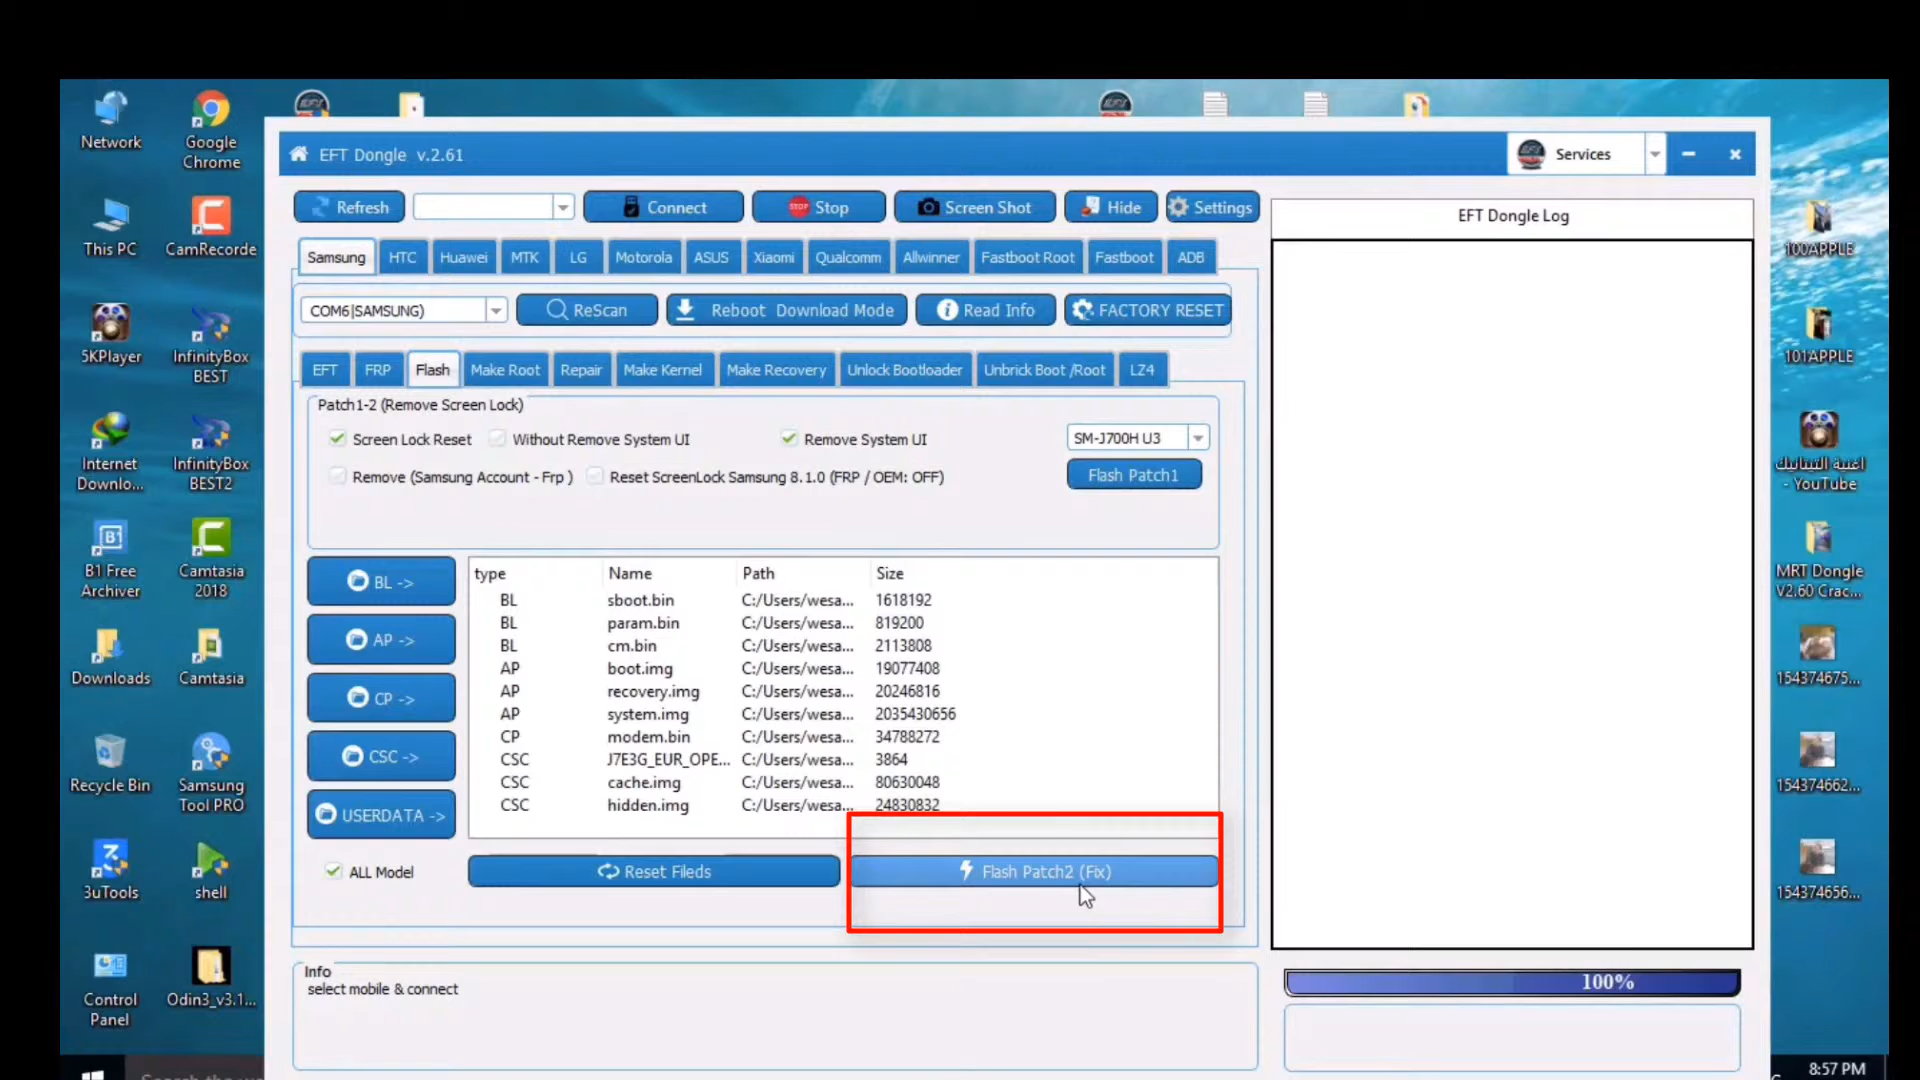 Network
Google
Chrome
This PC
CamRecorde
5KPlayer
InfinityBox
BEST
Internet
Downlo...
InfinityBox
BEST2
B1 Free
Archiver
Camtasia
2018
Downloads
Camtasia
Recycle Bin
Samsung
Tool PRO
3uTools
shell
Control
Panel
Odin3_v3.1...
EFT Dongle v.2.61
Services
Refresh
Connect
Stop
Screen Shot
Hide
Settings
Samsung HTC Huawei MTK LG Motorola ASUS Xiaomi Qualcomm Allwinner Fastboot Root Fastboot ADB
COM6|SAMSUNG)
ReScan
Reboot Download Mode
Read Info
FACTORY RESET
EFT FRP Flash Make Root Repair Make Kernel Make Recovery Unlock Bootloader Unbrick Boot /Root LZ4
Patch1-2 (Remove Screen Lock)
Screen Lock Reset Without Remove System UI Remove System UI SM-J700H U3
Remove (Samsung Account - Frp ) Reset ScreenLock Samsung 8.1.0 (FRP / OEM: OFF) Flash Patch1
BL ->
AP ->
CP ->
CSC ->
USERDATA ->
type Name Path Size
BL sboot.bin C:/Users/wesa... 1618192
BL param.bin C:/Users/wesa... 819200
BL cm.bin C:/Users/wesa... 2113808
AP boot.img C:/Users/wesa... 19077408
AP recovery.img C:/Users/wesa... 20246816
AP system.img C:/Users/wesa... 2035430656
CP modem.bin C:/Users/wesa... 34788272
CSC J7E3G_EUR_OPE... C:/Users/wesa... 3864
CSC cache.img C:/Users/wesa... 80630048
CSC hidden.img C:/Users/wesa... 24830832
ALL Model
Reset Fileds
Flash Patch2 (Fix)
Info
select mobile & connect
EFT Dongle Log
100%
100APPLE
101APPLE
اغنية التيتانيك
- YouTube
MRT Dongle
V2.60 Crac...
154374675...
154374662...
154374656...
8:57 PM